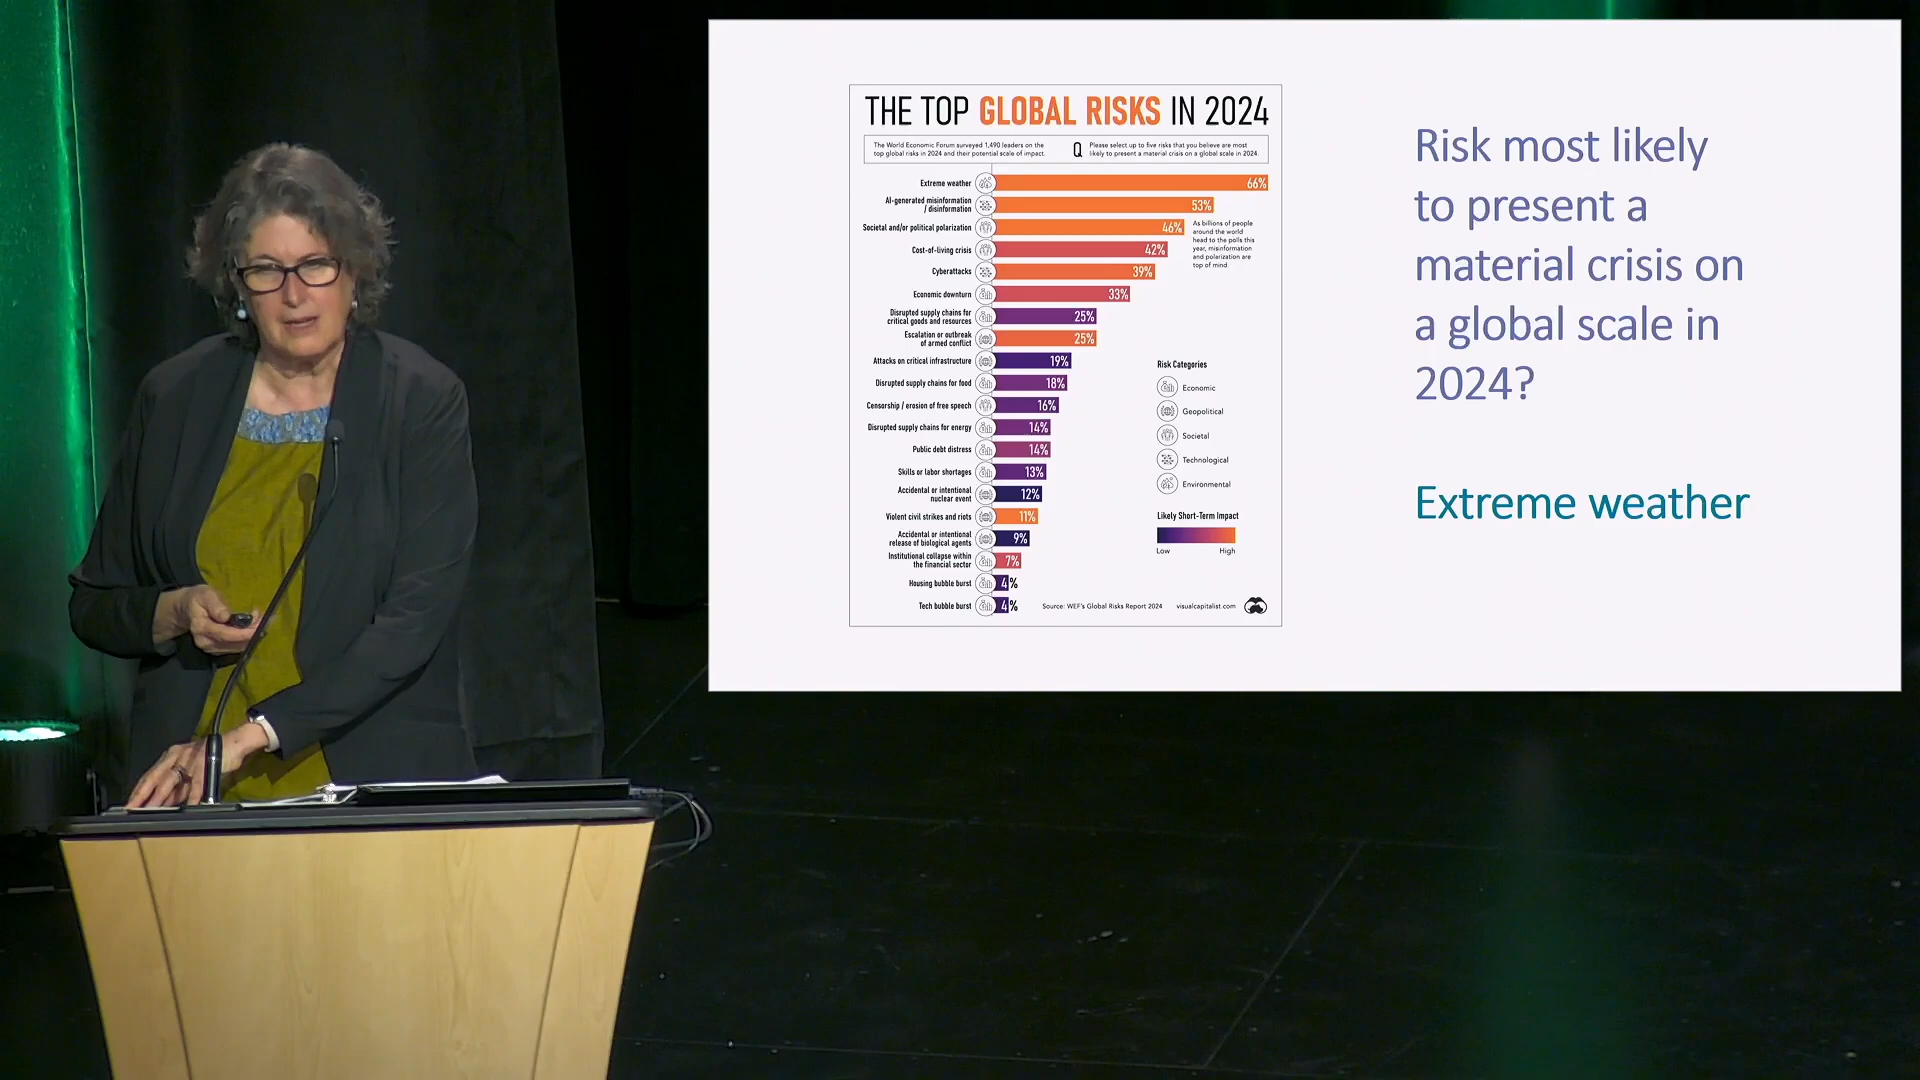 THE TOP GLOBAL RISKS IN 2024
The World Economic Forum surveyed 1,490 leaders on the
top global risks in 2024 and their potential scale of impact.
Q
Please select up to five risks that you believe are most
likely to present a material crisis on a global scale in 2024.
Extreme weather 66%
AI-generated misinformation
/ disinformation 53%
Societal and/or political polarization 46%
As billions of people
around the world
head to the polls this
year, misinformation
and polarization are
top of mind.
Cost-of-living crisis 42%
Cyberattacks 39%
Economic downturn 33%
Disrupted supply chains for
critical goods and resources 25%
Escalation or outbreak
of armed conflict 25%
Attacks on critical infrastructure 19%
Disrupted supply chains for food 18%
Censorship / erosion of free speech 16%
Disrupted supply chains for energy 14%
Public debt distress 14%
Skills or labor shortages 13%
Accidental or intentional
nuclear event 12%
Violent civil strikes and riots 11%
Accidental or intentional
release of biological agents 9%
Institutional collapse within
the financial sector 7%
Housing bubble burst 4%
Tech bubble burst 4%
Risk Categories
Economic
Geopolitical
Societal
Technological
Environmental
Likely Short-Term Impact
Low High
Source: WEF's Global Risks Report 2024 visualcapitalist.com
Risk most likely
to present a
material crisis on
a global scale in
2024?
Extreme weather